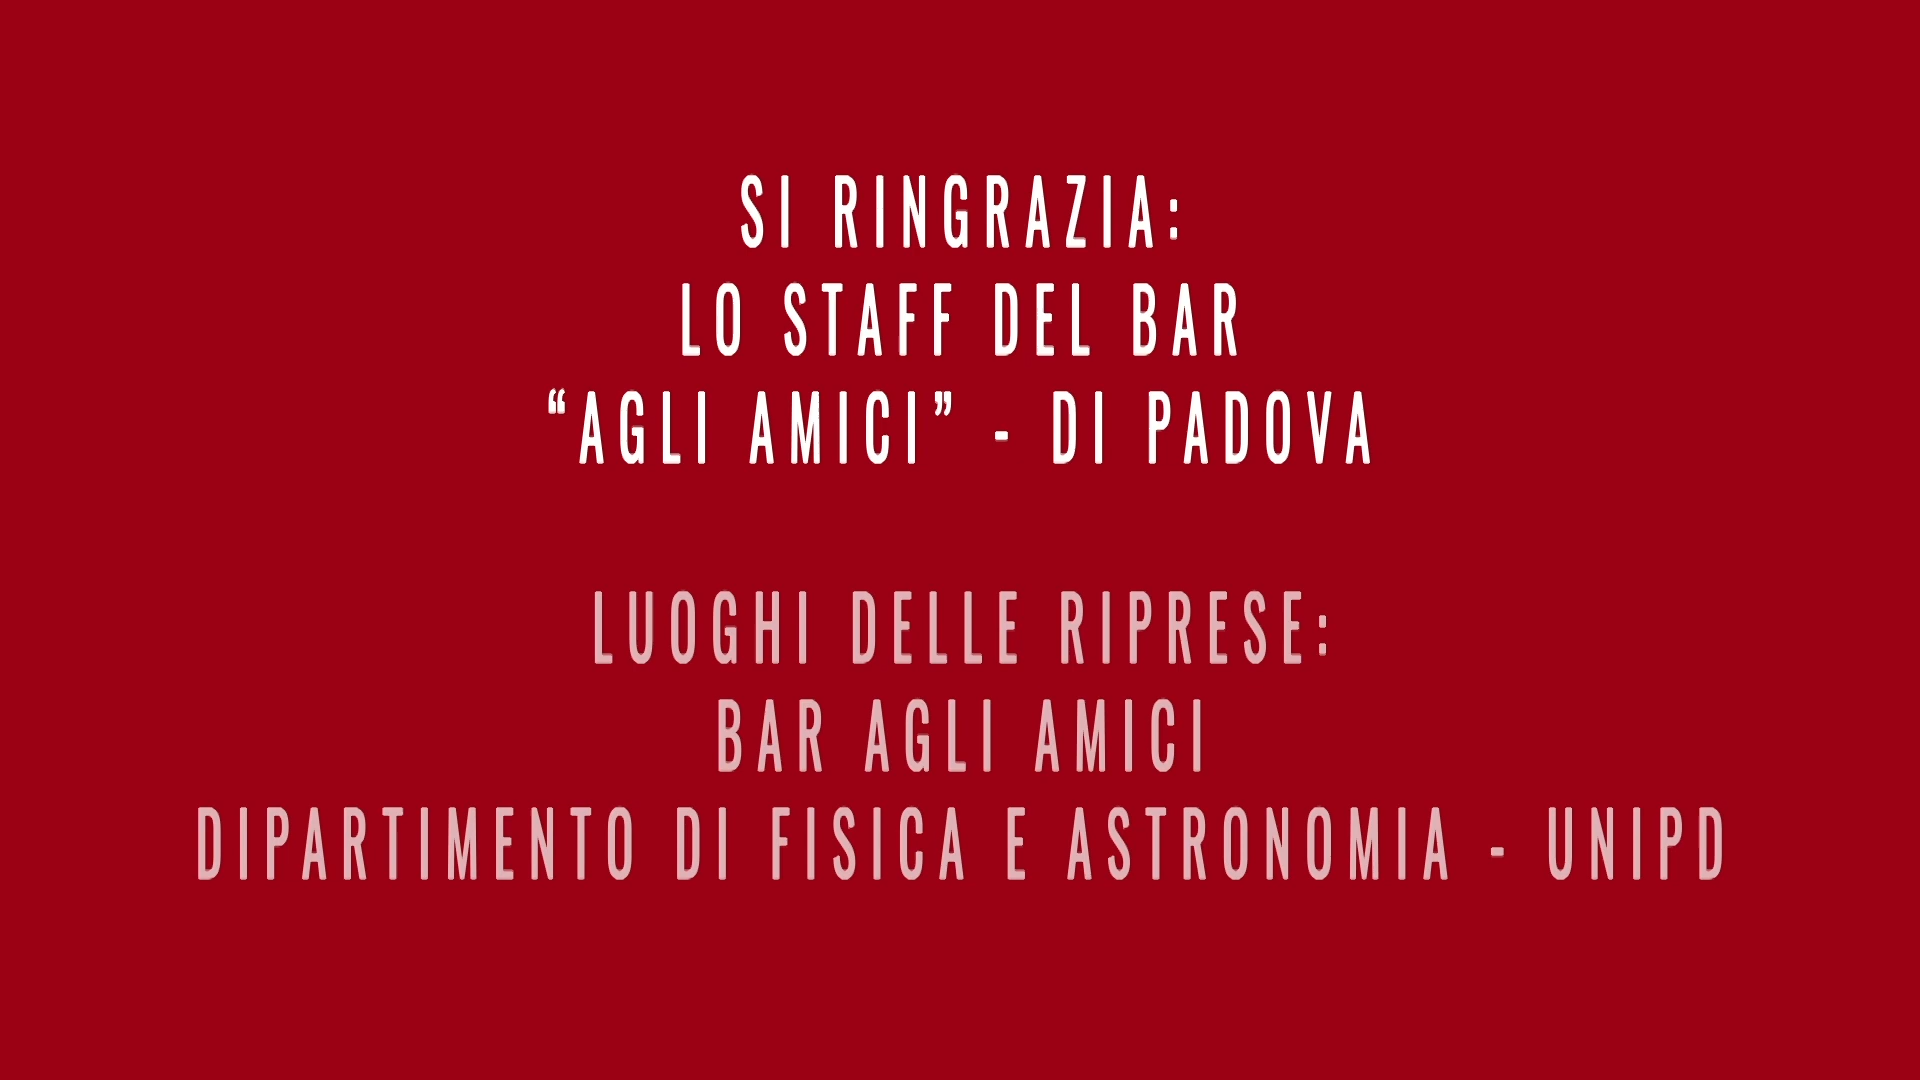 SI RINGRAZIA:
LO STAFF DEL BAR
“AGLI AMICI” - DI PADOVA
LUOGHI DELLE RIPRESE:
BAR AGLI AMICI
DIPARTIMENTO DI FISICA E ASTRONOMIA - UNIPD